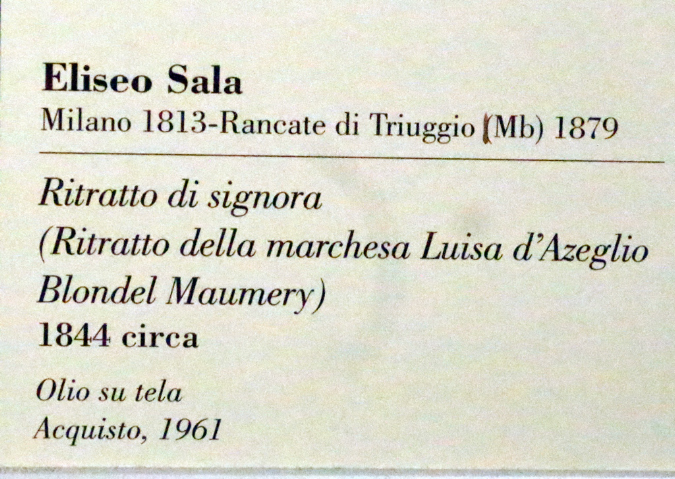 Eliseo Sala
Milano 1813-Rancate di Triuggio (Mb) 1879
Ritratto di signora
(Ritratto della marchesa Luisa d'Azeglio
Blondel Maumery)
1844 circa
Olio su tela
Acquisto, 1961